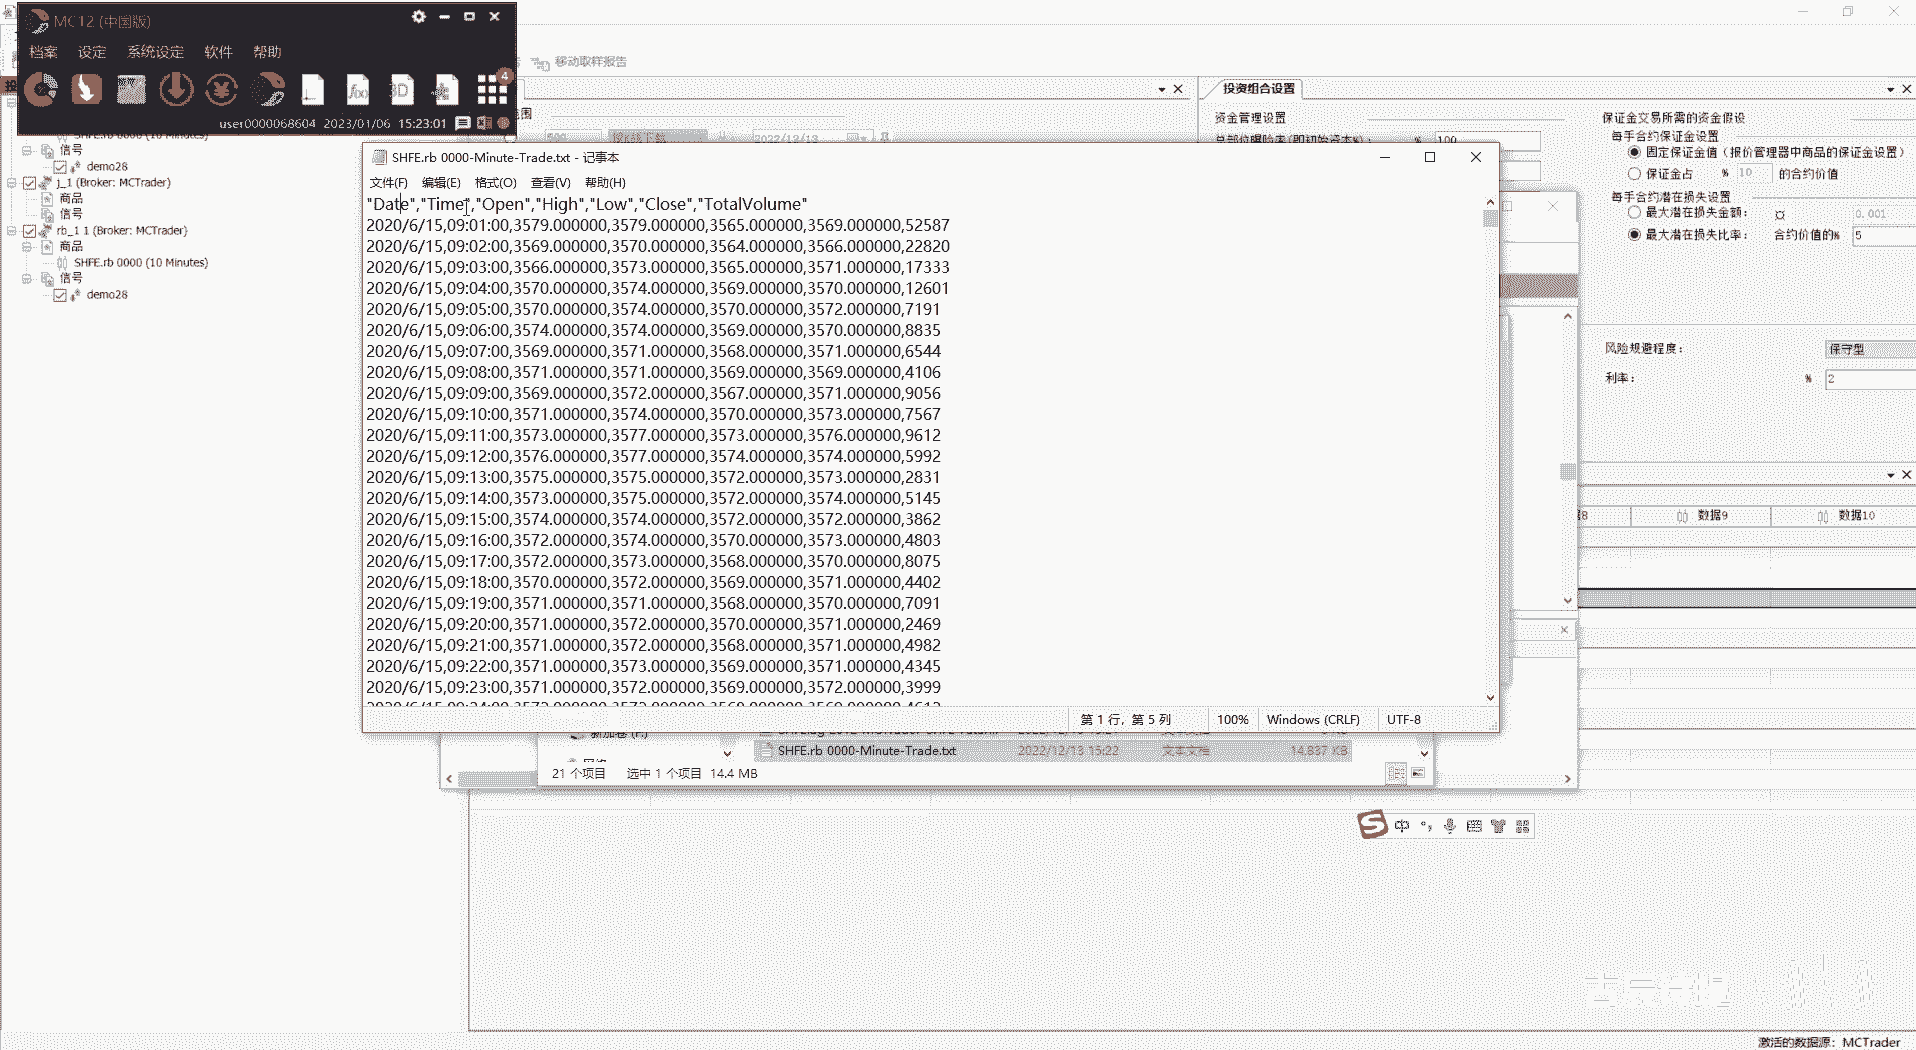 MC12 (中国版)
档案 设定 系统设定 软件 帮助
f(x) 3D 4
user0000068604 2023/01/06 15:23:01
移动取样报告
信号
demo28
j_1 (Broker: MCTrader)
商品
信号
rb_1 1 (Broker: MCTrader)
商品
SHFE.rb 0000 (10 Minutes)
信号
demo28
SHFE.rb 0000-Minute-Trade.txt - 记事本
文件(F) 编辑(E) 格式(O) 查看(V) 帮助(H)
"Date","Time","Open","High","Low","Close","TotalVolume"
2020/6/15,09:01:00,3579.000000,3579.000000,3565.000000,3569.000000,52587
2020/6/15,09:02:00,3569.000000,3570.000000,3564.000000,3566.000000,22820
2020/6/15,09:03:00,3566.000000,3573.000000,3565.000000,3571.000000,17333
2020/6/15,09:04:00,3570.000000,3574.000000,3569.000000,3570.000000,12601
2020/6/15,09:05:00,3570.000000,3574.000000,3570.000000,3572.000000,7191
2020/6/15,09:06:00,3574.000000,3574.000000,3569.000000,3570.000000,8835
2020/6/15,09:07:00,3569.000000,3571.000000,3568.000000,3571.000000,6544
2020/6/15,09:08:00,3571.000000,3571.000000,3569.000000,3569.000000,4106
2020/6/15,09:09:00,3569.000000,3572.000000,3567.000000,3571.000000,9056
2020/6/15,09:10:00,3571.000000,3574.000000,3570.000000,3573.000000,7567
2020/6/15,09:11:00,3573.000000,3577.000000,3573.000000,3576.000000,9612
2020/6/15,09:12:00,3576.000000,3577.000000,3574.000000,3574.000000,5992
2020/6/15,09:13:00,3575.000000,3575.000000,3572.000000,3573.000000,2831
2020/6/15,09:14:00,3573.000000,3575.000000,3572.000000,3574.000000,5145
2020/6/15,09:15:00,3574.000000,3574.000000,3572.000000,3572.000000,3862
2020/6/15,09:16:00,3572.000000,3574.000000,3570.000000,3573.000000,4803
2020/6/15,09:17:00,3572.000000,3573.000000,3568.000000,3570.000000,8075
2020/6/15,09:18:00,3570.000000,3572.000000,3569.000000,3571.000000,4402
2020/6/15,09:19:00,3571.000000,3571.000000,3568.000000,3570.000000,7091
2020/6/15,09:20:00,3571.000000,3572.000000,3570.000000,3571.000000,2469
2020/6/15,09:21:00,3571.000000,3572.000000,3568.000000,3571.000000,4982
2020/6/15,09:22:00,3571.000000,3573.000000,3569.000000,3571.000000,4345
2020/6/15,09:23:00,3571.000000,3572.000000,3569.000000,3572.000000,3999
第 1 行，第 5 列 100% Windows (CRLF) UTF-8
SHFE.rb 0000-Minute-Trade.txt 2022/12/13 15:22 文本文档 14,837 KB
21 个项目 选中 1 个项目 14.4 MB
中
投资组合设置
资金管理设置
100
保证金交易所需的资金假设
每手合约保证金设置
固定保证金值（报价管理器中商品的保证金设置）
保证金占 % 10 的合约价值
每手合约潜在损失设置
最大潜在损失金额： 0.001
最大潜在损失比率： 合约价值的% 5
风险规避程度： 保守型
利率： % 2
数据9 数据10
激活的数据源： MCTrader